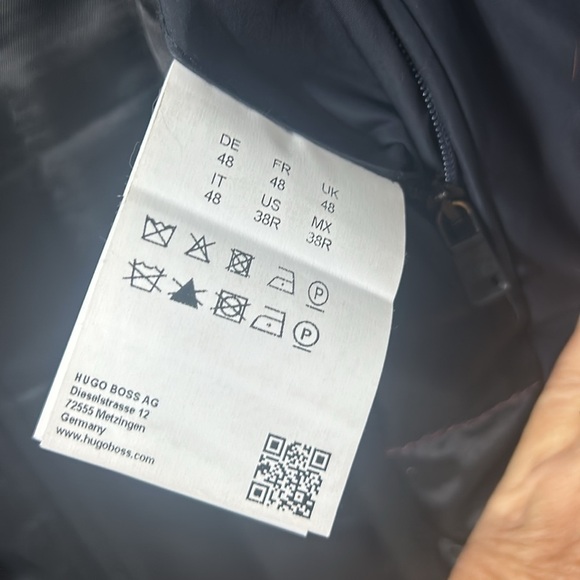 DE FR UK
48 48 48
IT US MX
48 38R 38R
P
P
HUGO BOSS AG
Dieselstrasse 12
72555 Metzingen
Germany
www.hugoboss.com